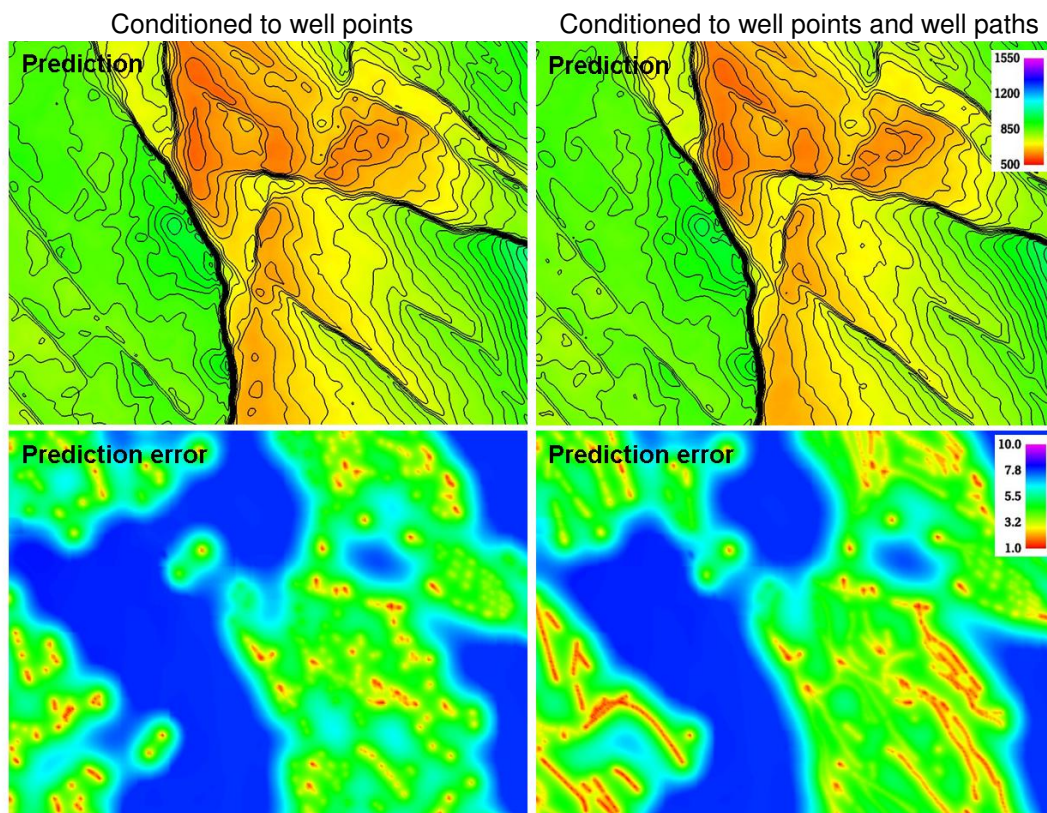 Conditioned to well points
Conditioned to well points and well paths
Prediction
Prediction
1550
1200
850
500
Prediction error
Prediction error
10.0
7.8
5.5
3.2
1.0